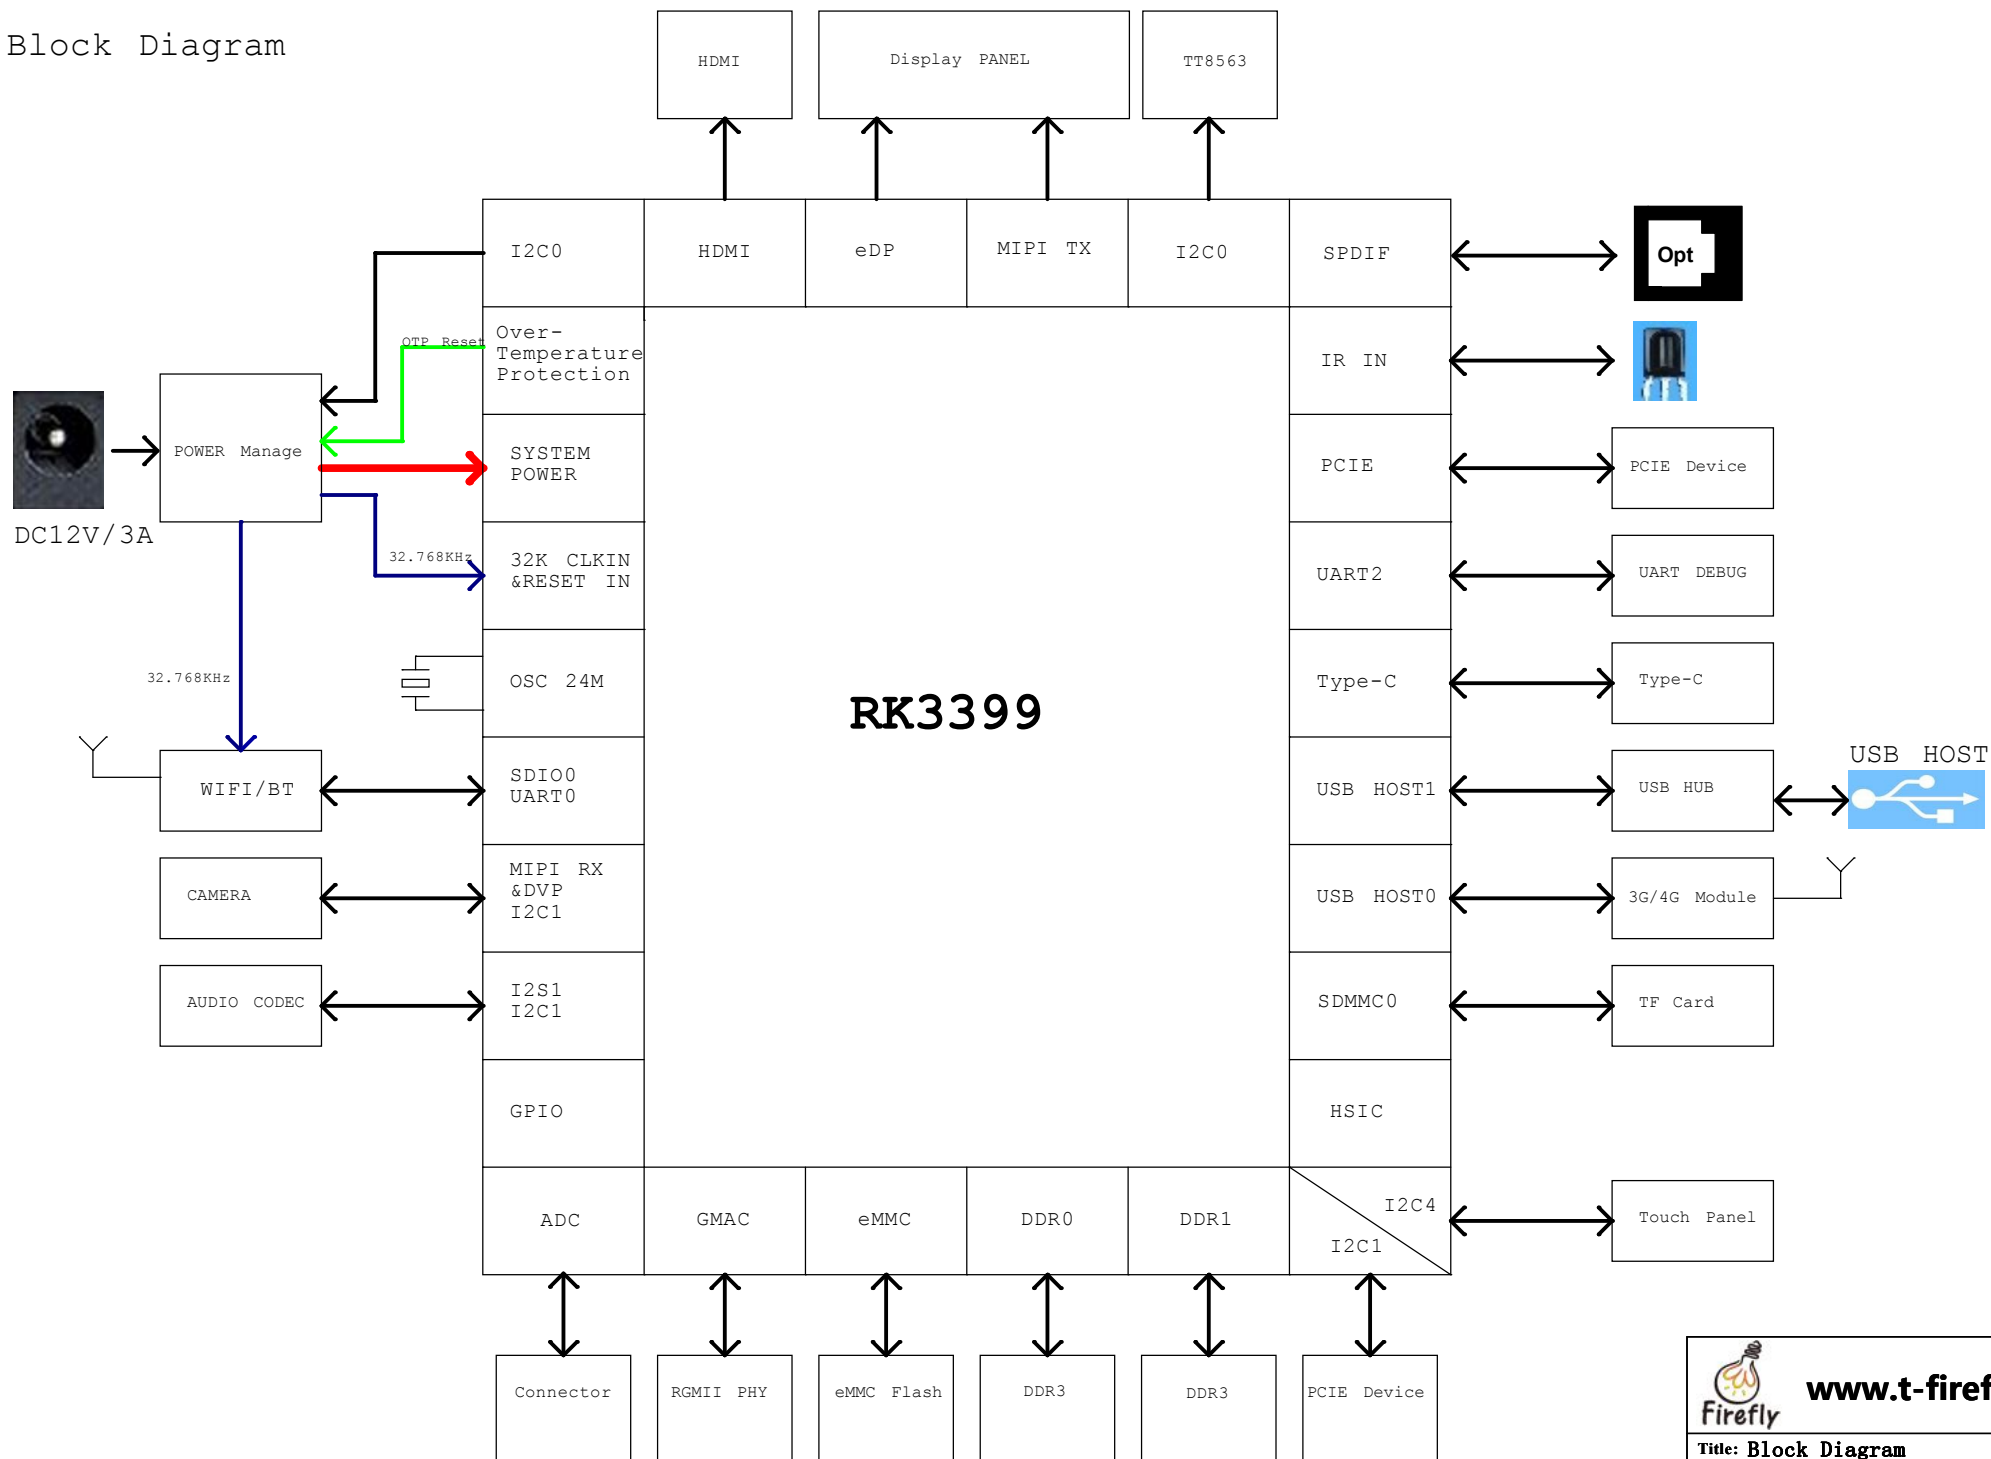 Block Diagram
HDMI
Display PANEL
TT8563
I2C0
HDMI
eDP
MIPI TX
I2C0
SPDIF
Opt
OTP Reset
Over-
Temperature
Protection
IR IN
POWER Manage
SYSTEM
POWER
PCIE
PCIE Device
DC12V/3A
32.768KHz
32K CLKIN
&RESET IN
UART2
UART DEBUG
32.768KHz
OSC 24M
RK3399
Type-C
Type-C
USB HOST
WIFI/BT
SDIO0
UART0
USB HOST1
USB HUB
CAMERA
MIPI RX
&DVP
I2C1
USB HOST0
3G/4G Module
AUDIO CODEC
I2S1
I2C1
SDMMC0
TF Card
GPIO
HSIC
ADC
GMAC
eMMC
DDR0
DDR1
I2C4
I2C1
Touch Panel
Connector
RGMII PHY
eMMC Flash
DDR3
DDR3
PCIE Device
Firefly
www.t-firef
Title: Block Diagram